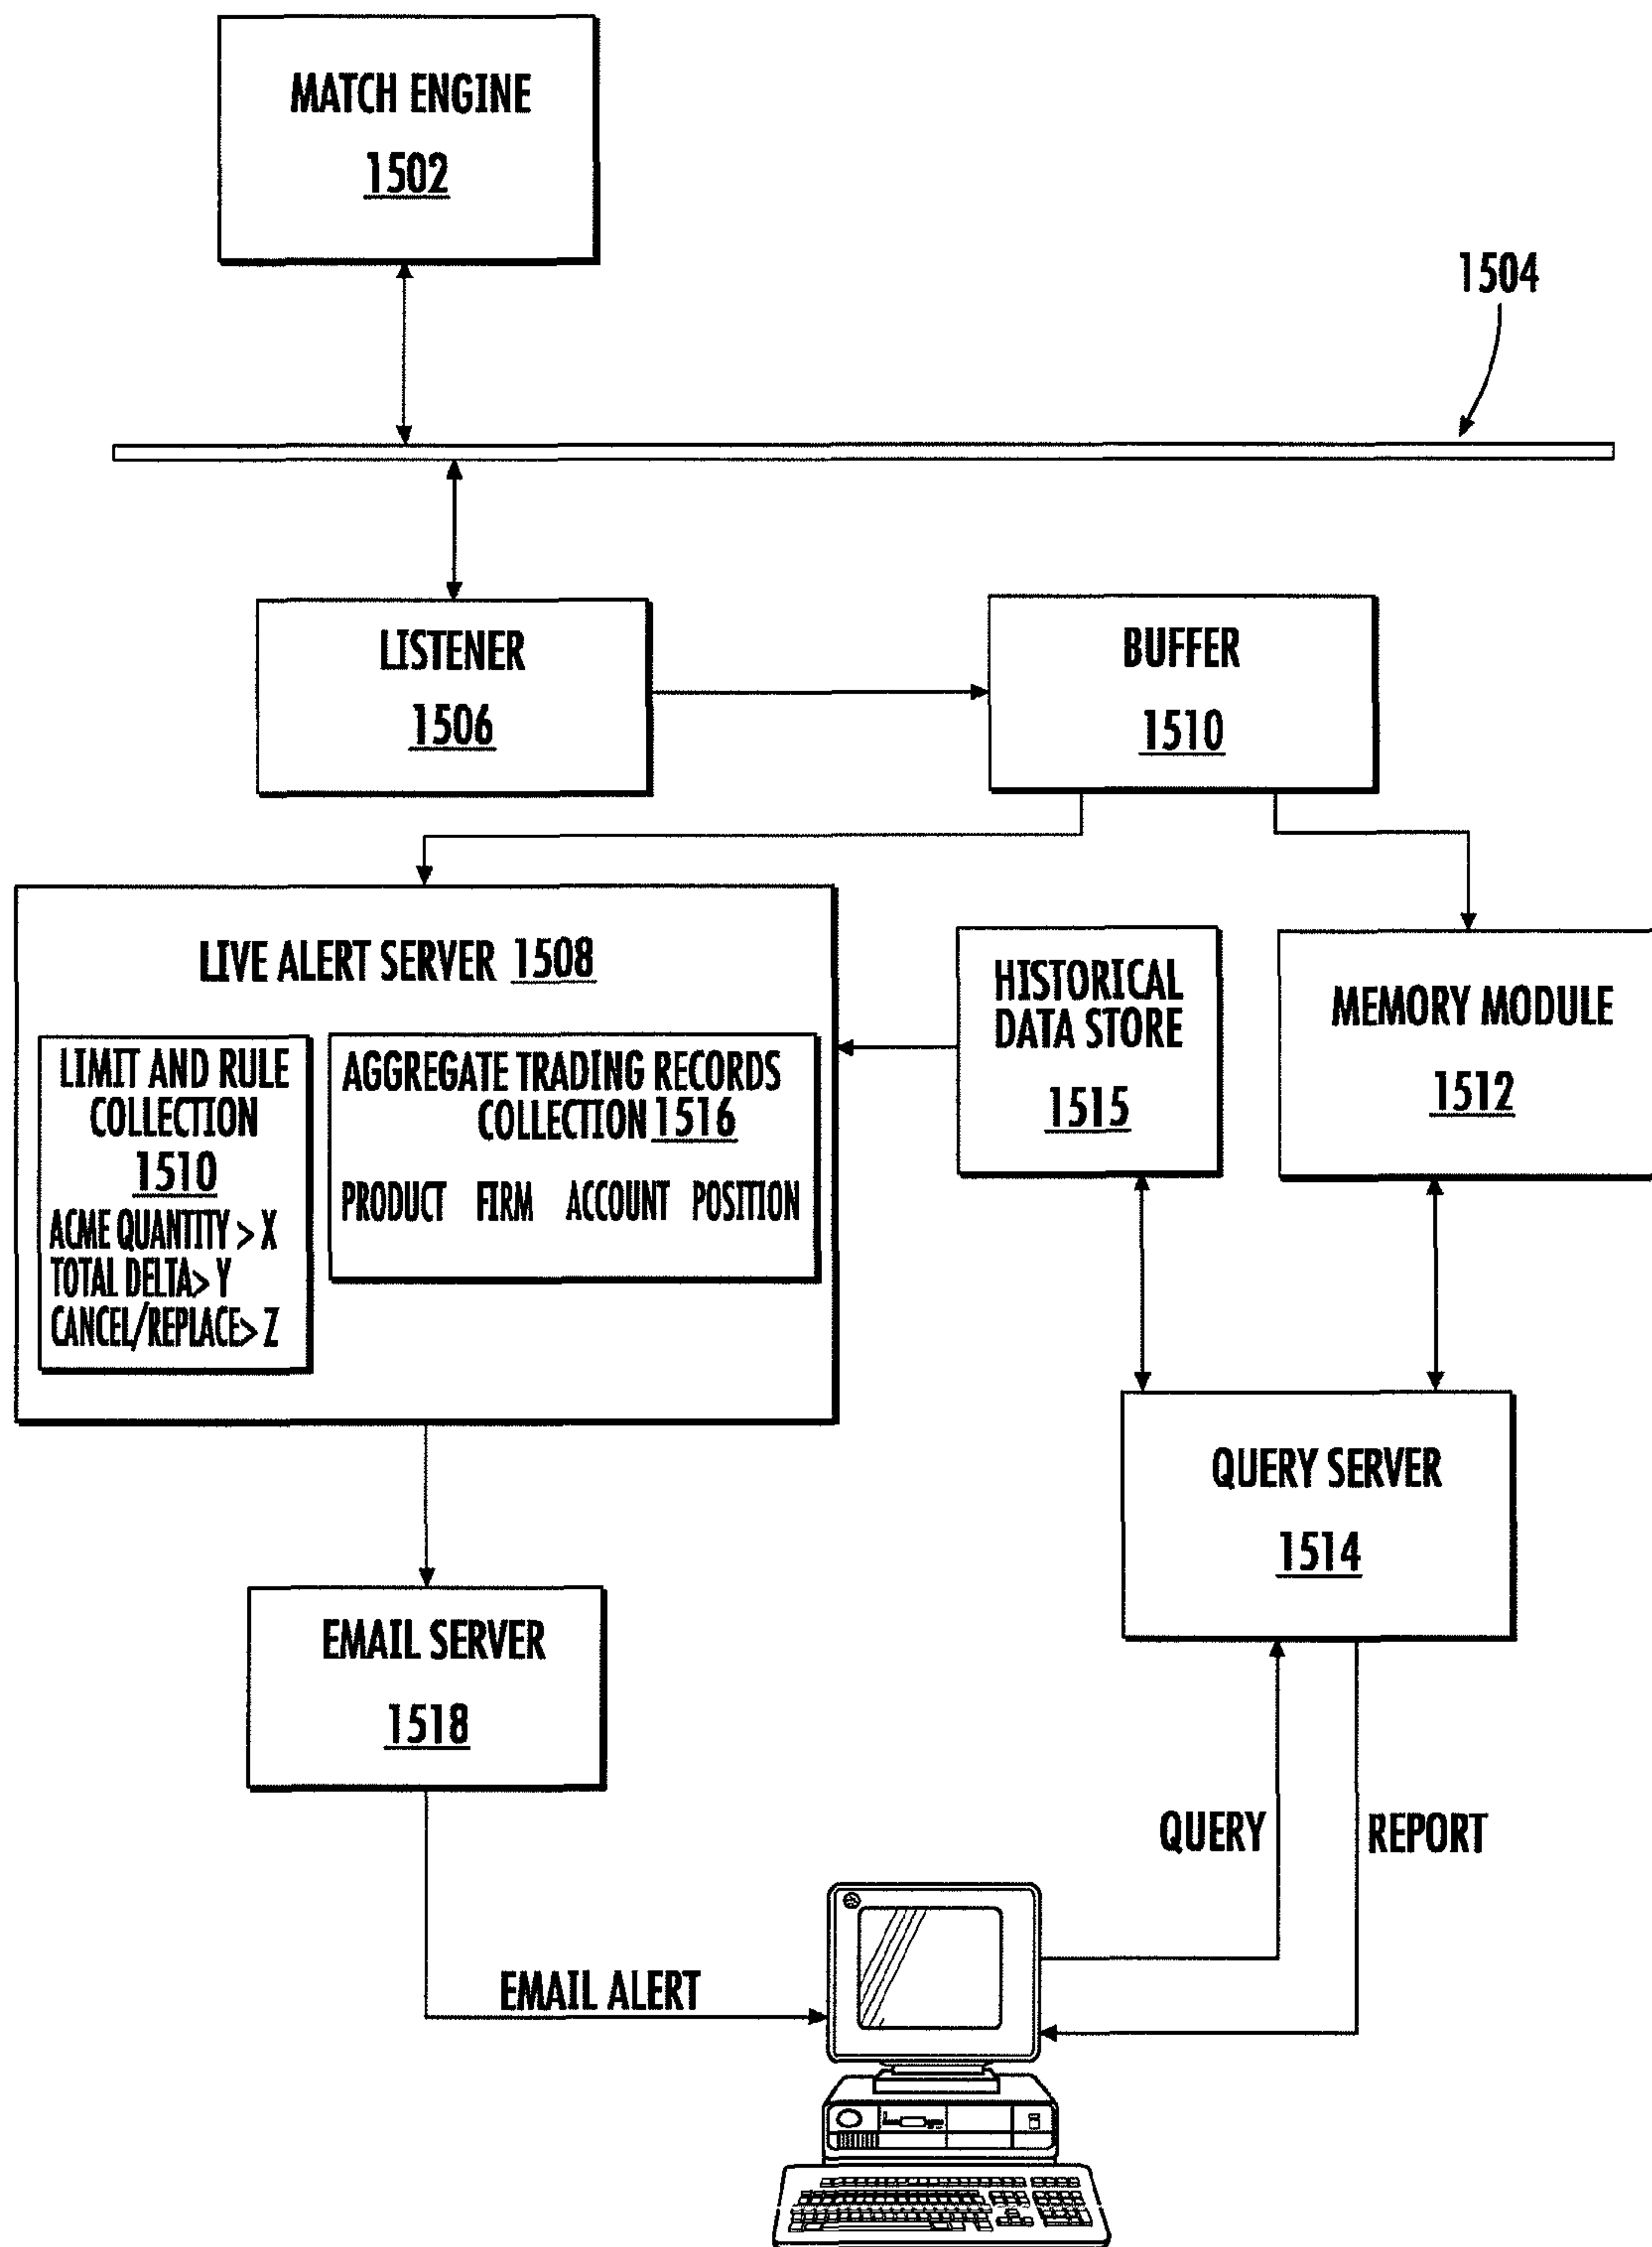 MATCH ENGINE
1502
1504
LISTENER
1506
BUFFER
1510
LIVE ALERT SERVER 1508
LIMIT AND RULE
COLLECTION
1510
ACME QUANTITY > X
TOTAL DELTA> Y
CANCEL/REPLACE> Z
AGGREGATE TRADING RECORDS
COLLECTION 1516
PRODUCT FIRM ACCOUNT POSITION
HISTORICAL
DATA STORE
1515
MEMORY MODULE
1512
QUERY SERVER
1514
EMAIL SERVER
1518
QUERY
REPORT
EMAIL ALERT